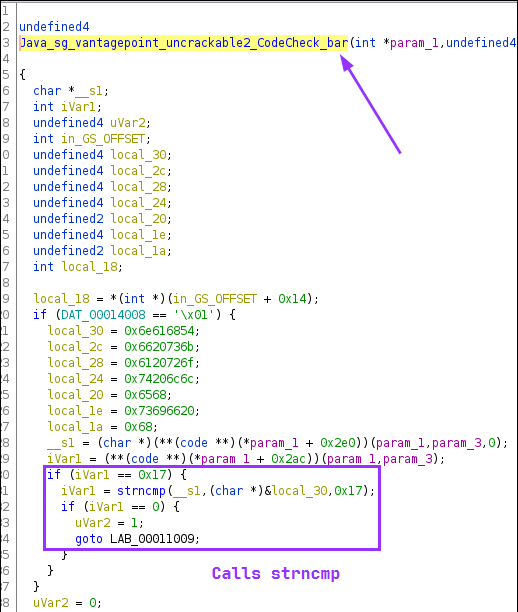 1
2 undefined4
3 Java_sg_vantagepoint_uncrackable2_CodeCheck_bar(int *param_1,undefined4
4
5 {
6 char *__s1;
7 int iVar1;
8 undefined4 uVar2;
9 int in_GS_OFFSET;
0 undefined4 local_30;
1 undefined4 local_2c;
2 undefined4 local_28;
3 undefined4 local_24;
4 undefined2 local_20;
5 undefined4 local_1e;
6 undefined2 local_1a;
7 int local_18;
8
9 local_18 = *(int *)(in_GS_OFFSET + 0x14);
0 if (DAT_00014008 == '\x01') {
1 local_30 = 0x6e616854;
2 local_2c = 0x6620736b;
3 local_28 = 0x6120726f;
4 local_24 = 0x74206c6c;
5 local_20 = 0x6568;
6 local_1e = 0x73696620;
7 local_1a = 0x68;
8 __s1 = (char *)(**(code **)(*param_1 + 0x2e0))(param_1,param_3,0);
9 iVar1 = (**(code **)(*param_1 + 0x2ac))(param_1,param_3);
0 if (iVar1 == 0x17) {
1 iVar1 = strncmp(__s1,(char *)&local_30,0x17);
2 if (iVar1 == 0) {
3 uVar2 = 1;
4 goto LAB_00011009;
5 }
6 }
7 }
8 uVar2 = 0;
Calls strncmp